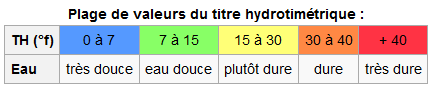 Plage de valeurs du titre hydrotimétrique :
TH (°f) 0 à 7 7 à 15 15 à 30 30 à 40 + 40
Eau très douce eau douce plutôt dure dure très dure